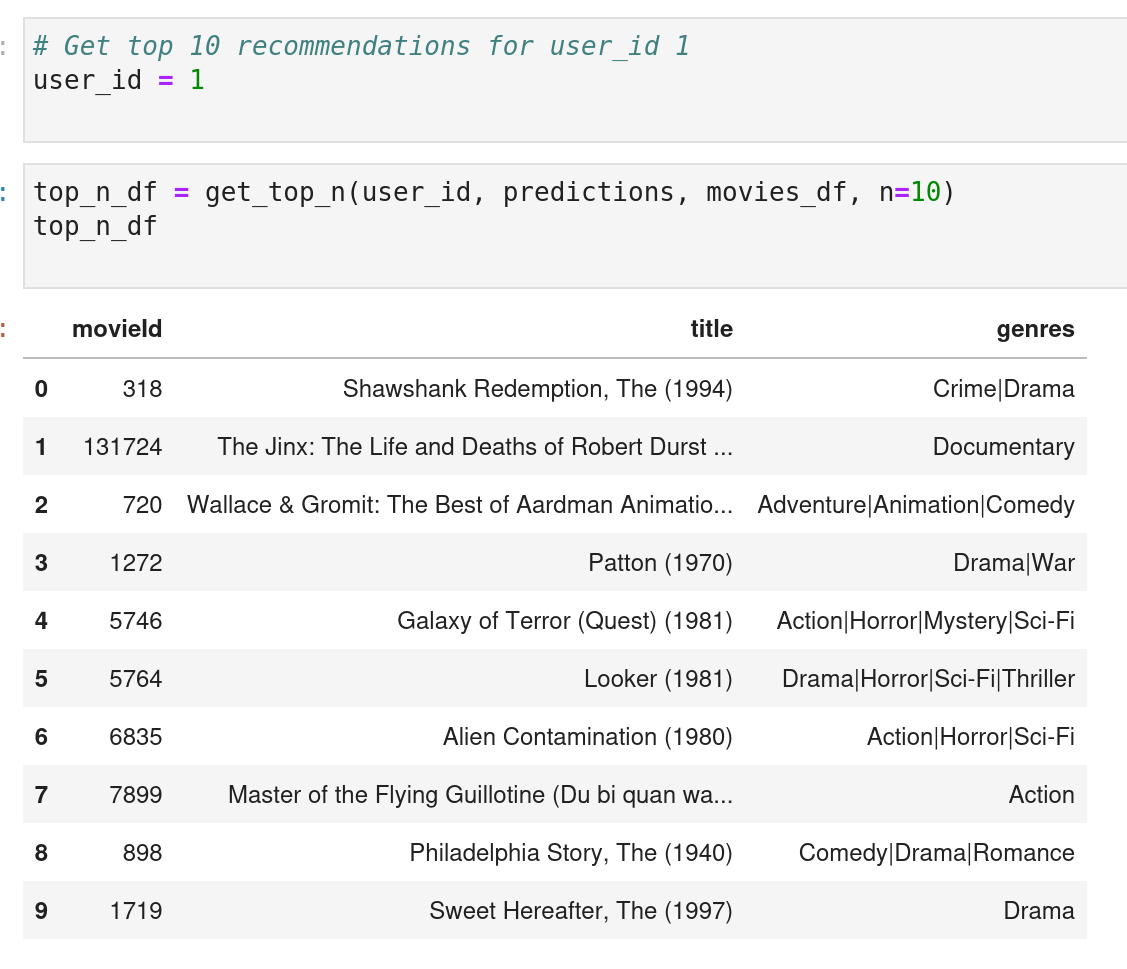 # Get top 10 recommendations for user_id 1
user_id = 1
top_n_df = get_top_n(user_id, predictions, movies_df, n=10)
top_n_df
movieId title genres
0 318 Shawshank Redemption, The (1994) Crime|Drama
1 131724 The Jinx: The Life and Deaths of Robert Durst ... Documentary
2 720 Wallace & Gromit: The Best of Aardman Animatio... Adventure|Animation|Comedy
3 1272 Patton (1970) Drama|War
4 5746 Galaxy of Terror (Quest) (1981) Action|Horror|Mystery|Sci-Fi
5 5764 Looker (1981) Drama|Horror|Sci-Fi|Thriller
6 6835 Alien Contamination (1980) Action|Horror|Sci-Fi
7 7899 Master of the Flying Guillotine (Du bi quan wa... Action
8 898 Philadelphia Story, The (1940) Comedy|Drama|Romance
9 1719 Sweet Hereafter, The (1997) Drama